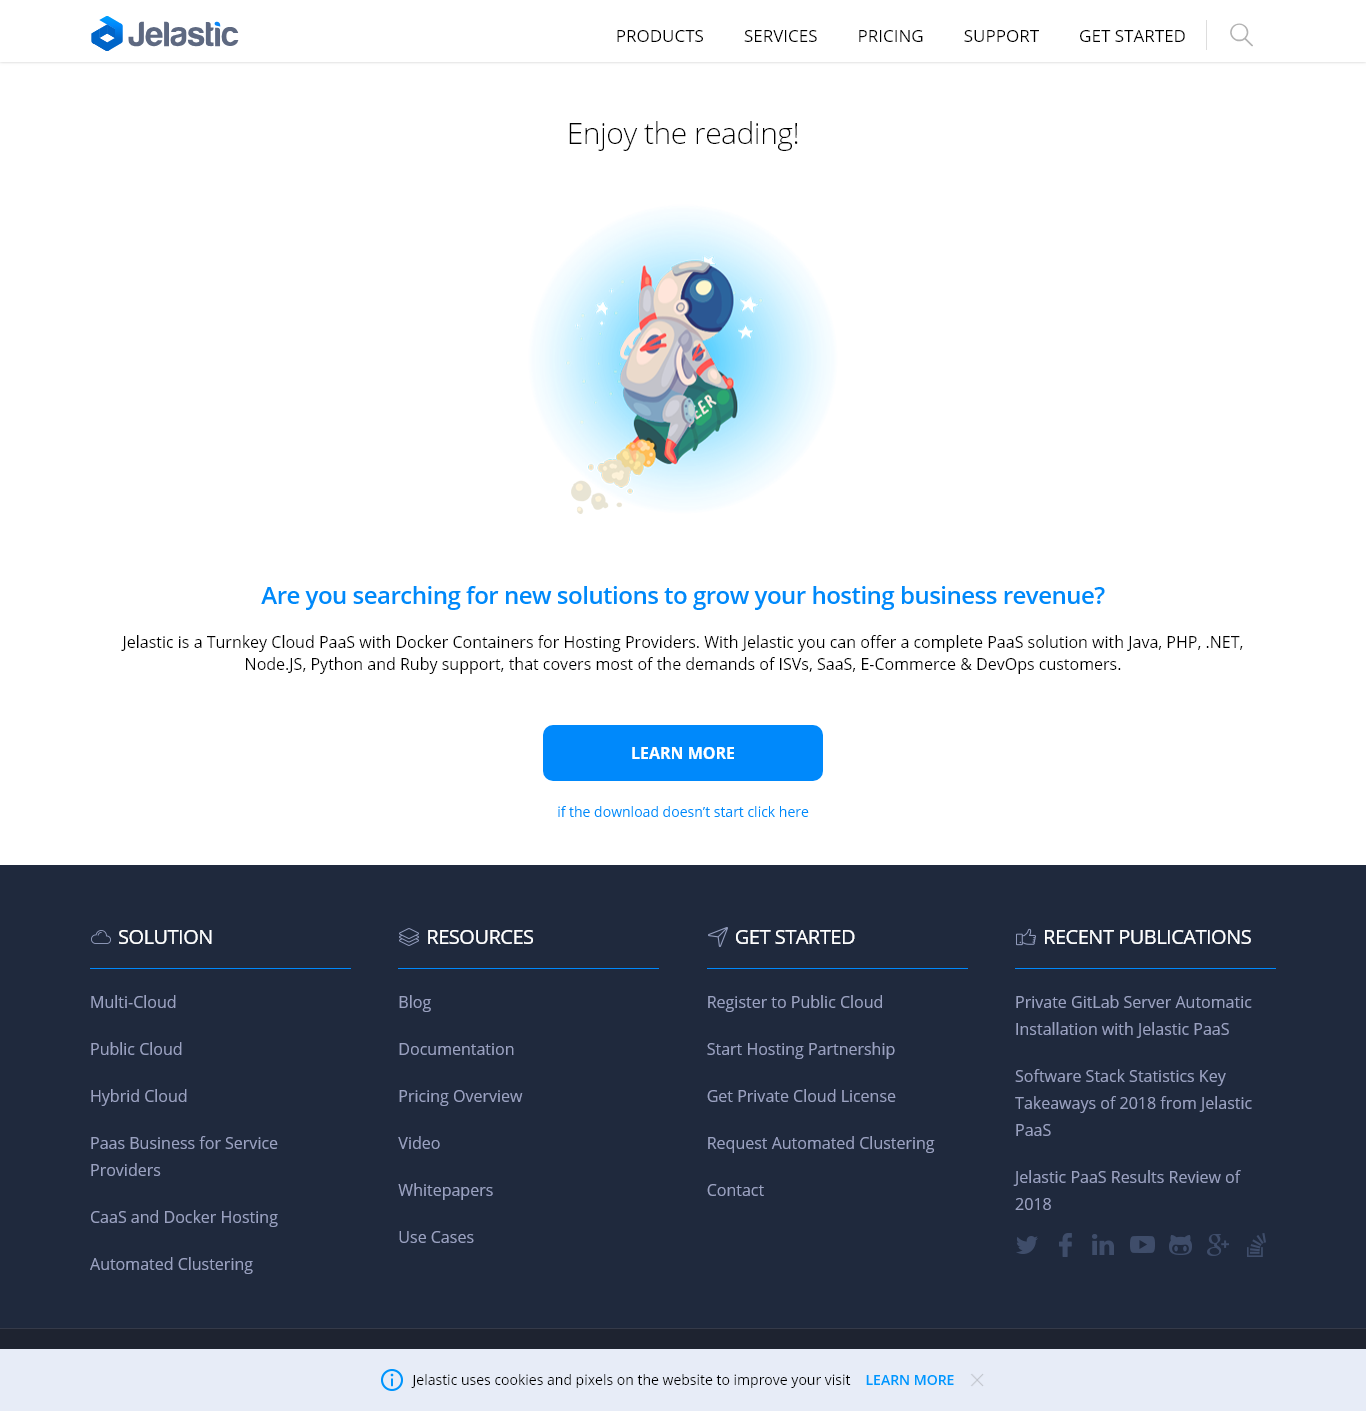 Jelastic
PRODUCTS SERVICES PRICING SUPPORT GET STARTED
Enjoy the reading!
EER
Are you searching for new solutions to grow your hosting business revenue?
Jelastic is a Turnkey Cloud PaaS with Docker Containers for Hosting Providers. With Jelastic you can offer a complete PaaS solution with Java, PHP, .NET,
Node.JS, Python and Ruby support, that covers most of the demands of ISVs, SaaS, E-Commerce & DevOps customers.
LEARN MORE
if the download doesn’t start click here
SOLUTION
Multi-Cloud
Public Cloud
Hybrid Cloud
Paas Business for Service
Providers
CaaS and Docker Hosting
Automated Clustering
RESOURCES
Blog
Documentation
Pricing Overview
Video
Whitepapers
Use Cases
GET STARTED
Register to Public Cloud
Start Hosting Partnership
Get Private Cloud License
Request Automated Clustering
Contact
RECENT PUBLICATIONS
Private GitLab Server Automatic
Installation with Jelastic PaaS
Software Stack Statistics Key
Takeaways of 2018 from Jelastic
PaaS
Jelastic PaaS Results Review of
2018
Jelastic uses cookies and pixels on the website to improve your visit LEARN MORE